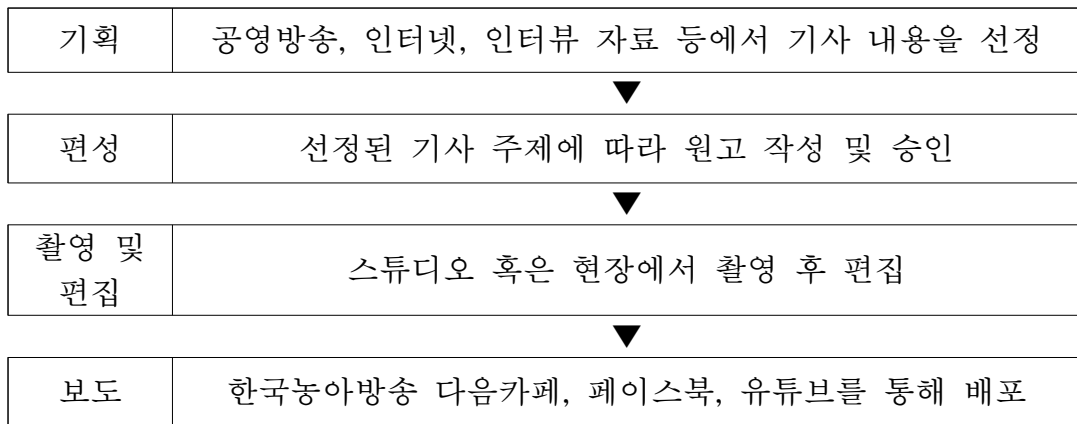 기획 공영방송, 인터넷, 인터뷰 자료 등에서 기사 내용을 선정
▼
편성 선정된 기사 주제에 따라 원고 작성 및 승인
▼
촬영 및
편집 스튜디오 혹은 현장에서 촬영 후 편집
▼
보도 한국농아방송 다음카페, 페이스북, 유튜브를 통해 배포